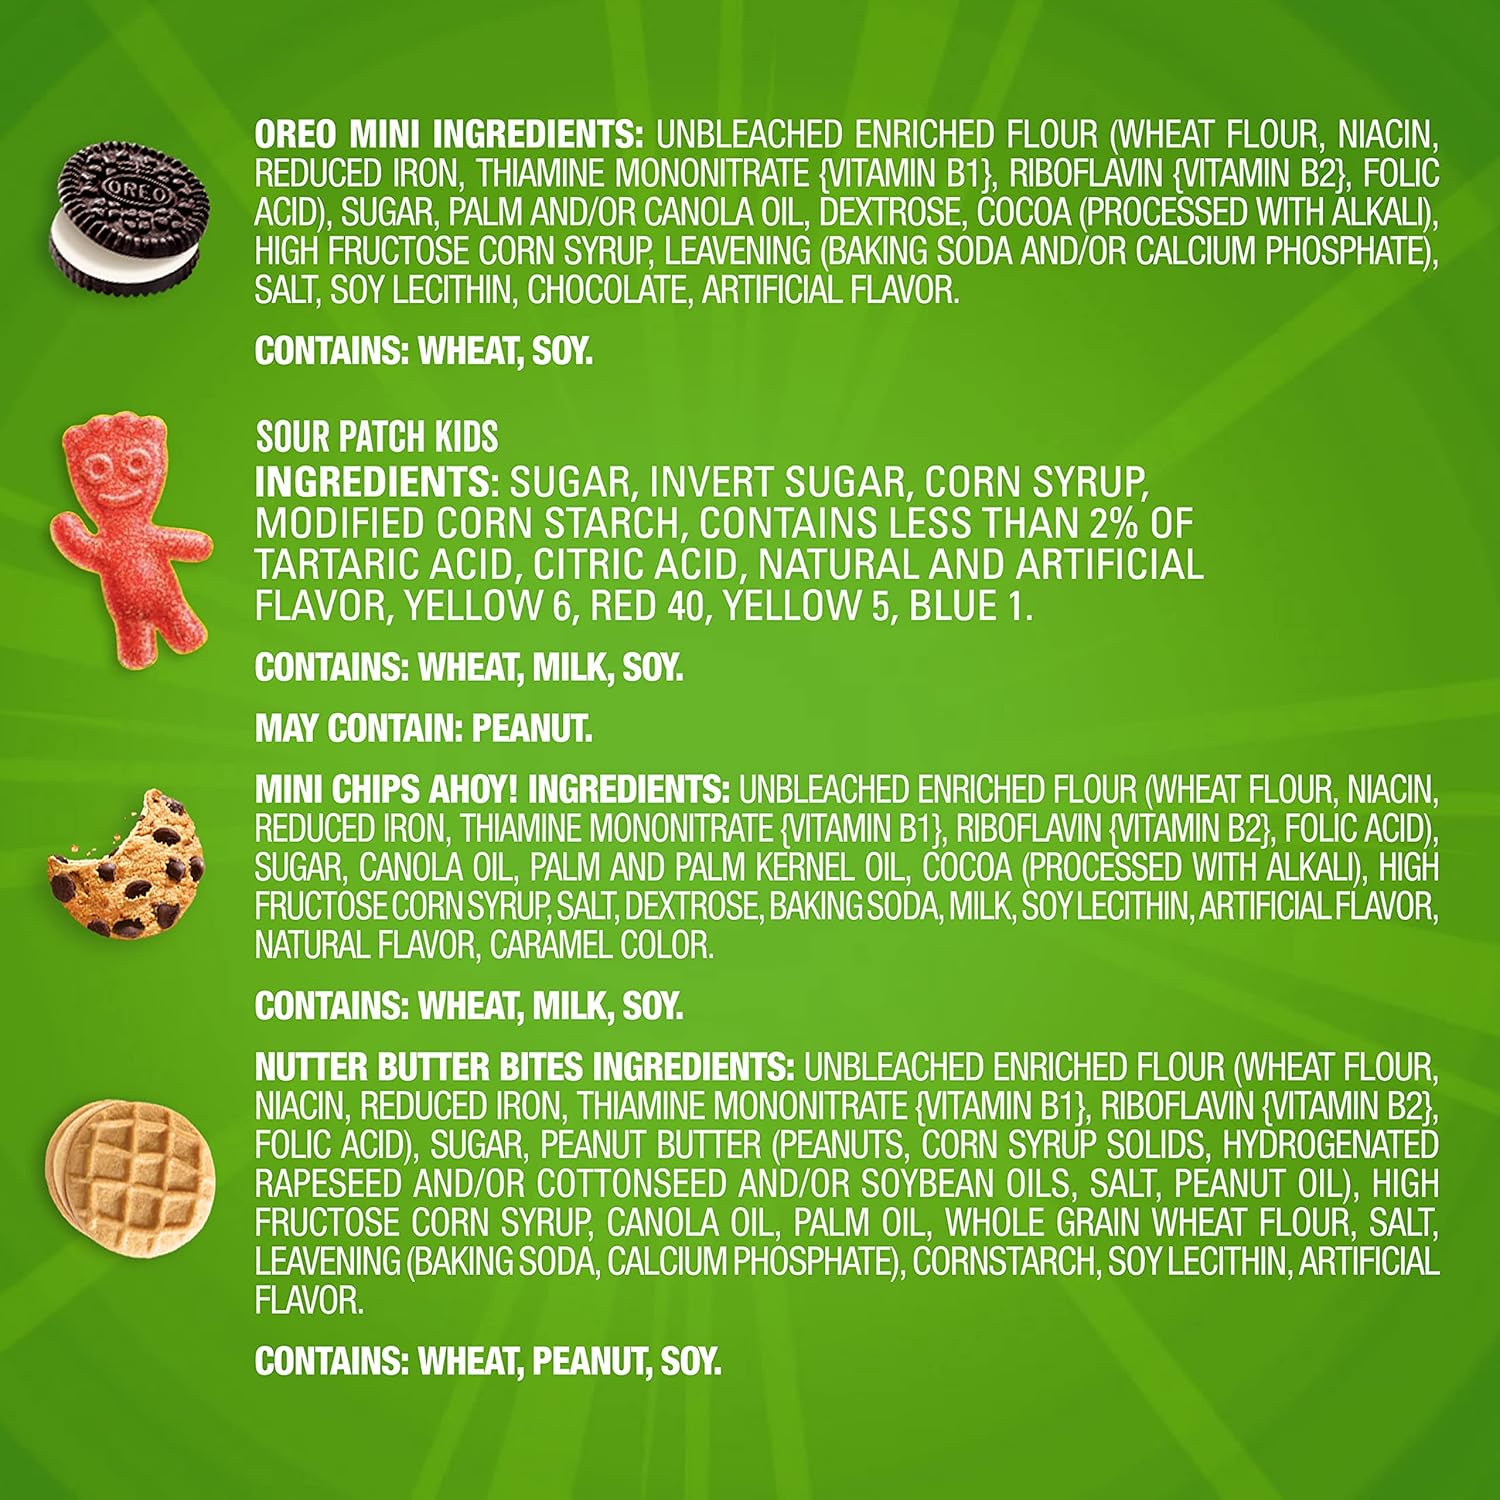 OREO
OREO MINI INGREDIENTS: UNBLEACHED ENRICHED FLOUR (WHEAT FLOUR, NIACIN,
REDUCED IRON, THIAMINE MONONITRATE {VITAMIN B1}, RIBOFLAVIN {VITAMIN B2}, FOLIC
ACID), SUGAR, PALM AND/OR CANOLA OIL, DEXTROSE, COCOA (PROCESSED WITH ALKALI),
HIGH FRUCTOSE CORN SYRUP, LEAVENING (BAKING SODA AND/OR CALCIUM PHOSPHATE),
SALT, SOY LECITHIN, CHOCOLATE, ARTIFICIAL FLAVOR.
CONTAINS: WHEAT, SOY.
SOUR PATCH KIDS
INGREDIENTS: SUGAR, INVERT SUGAR, CORN SYRUP,
MODIFIED CORN STARCH, CONTAINS LESS THAN 2% OF
TARTARIC ACID, CITRIC ACID, NATURAL AND ARTIFICIAL
FLAVOR, YELLOW 6, RED 40, YELLOW 5, BLUE 1.
CONTAINS: WHEAT, MILK, SOY.
MAY CONTAIN: PEANUT.
MINI CHIPS AHOY! INGREDIENTS: UNBLEACHED ENRICHED FLOUR (WHEAT FLOUR, NIACIN,
REDUCED IRON, THIAMINE MONONITRATE {VITAMIN B1}, RIBOFLAVIN {VITAMIN B2}, FOLIC ACID),
SUGAR, CANOLA OIL, PALM AND PALM KERNEL OIL, COCOA (PROCESSED WITH ALKALI), HIGH
FRUCTOSE CORN SYRUP, SALT, DEXTROSE, BAKING SODA, MILK, SOY LECITHIN, ARTIFICIAL FLAVOR,
NATURAL FLAVOR, CARAMEL COLOR.
CONTAINS: WHEAT, MILK, SOY.
NUTTER BUTTER BITES INGREDIENTS: UNBLEACHED ENRICHED FLOUR (WHEAT FLOUR,
NIACIN, REDUCED IRON, THIAMINE MONONITRATE {VITAMIN B1}, RIBOFLAVIN {VITAMIN B2},
FOLIC ACID), SUGAR, PEANUT BUTTER (PEANUTS, CORN SYRUP SOLIDS, HYDROGENATED
RAPESEED AND/OR COTTONSEED AND/OR SOYBEAN OILS, SALT, PEANUT OIL), HIGH
FRUCTOSE CORN SYRUP, CANOLA OIL, PALM OIL, WHOLE GRAIN WHEAT FLOUR, SALT,
LEAVENING (BAKING SODA, CALCIUM PHOSPHATE), CORNSTARCH, SOY LECITHIN, ARTIFICIAL
FLAVOR.
CONTAINS: WHEAT, PEANUT, SOY.